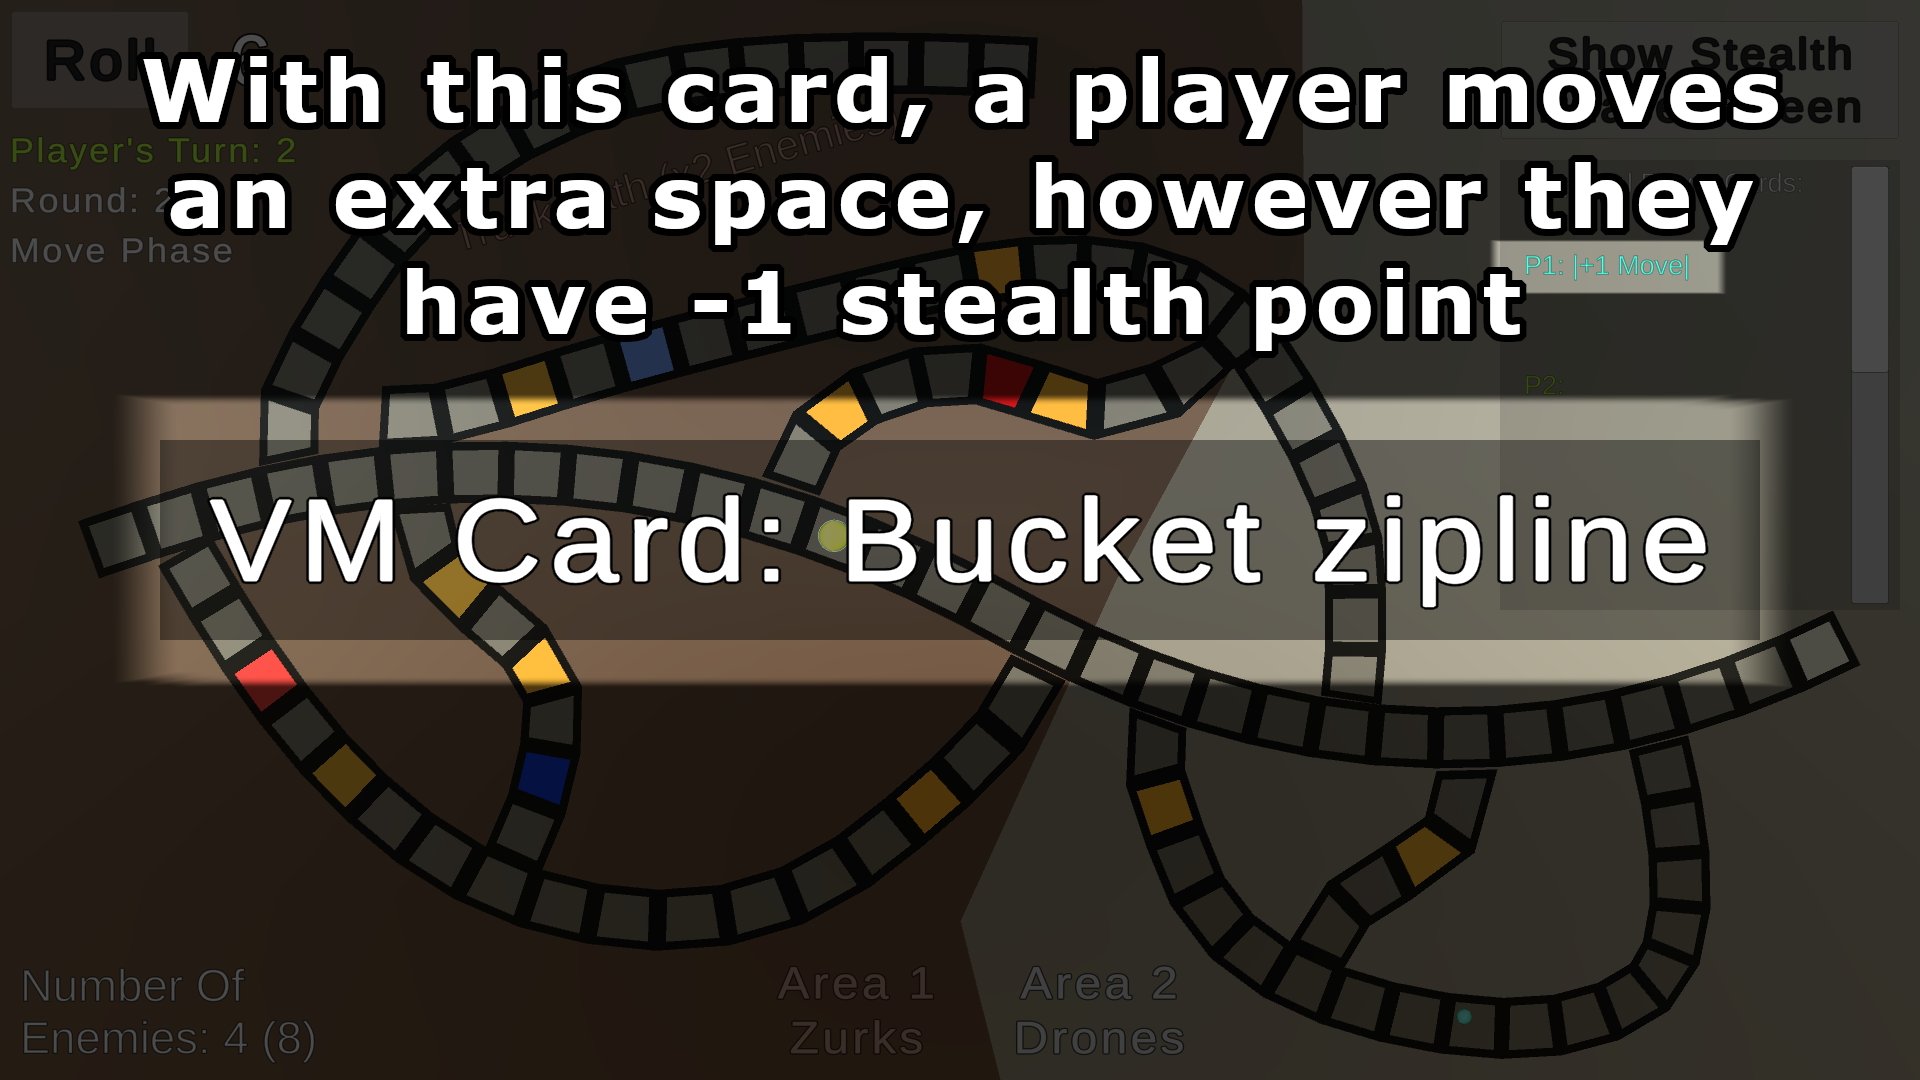 With this card, a player moves
an extra space, however they
have -1 stealth point
Player's Turn: 2
Round: 2
Move Phase
Show Stealth
P1: |+1 Move|
P2:
VM Card: Bucket zipline
Number Of
Enemies: 4 (8)
Area 1
Zurks
Area 2
Drones